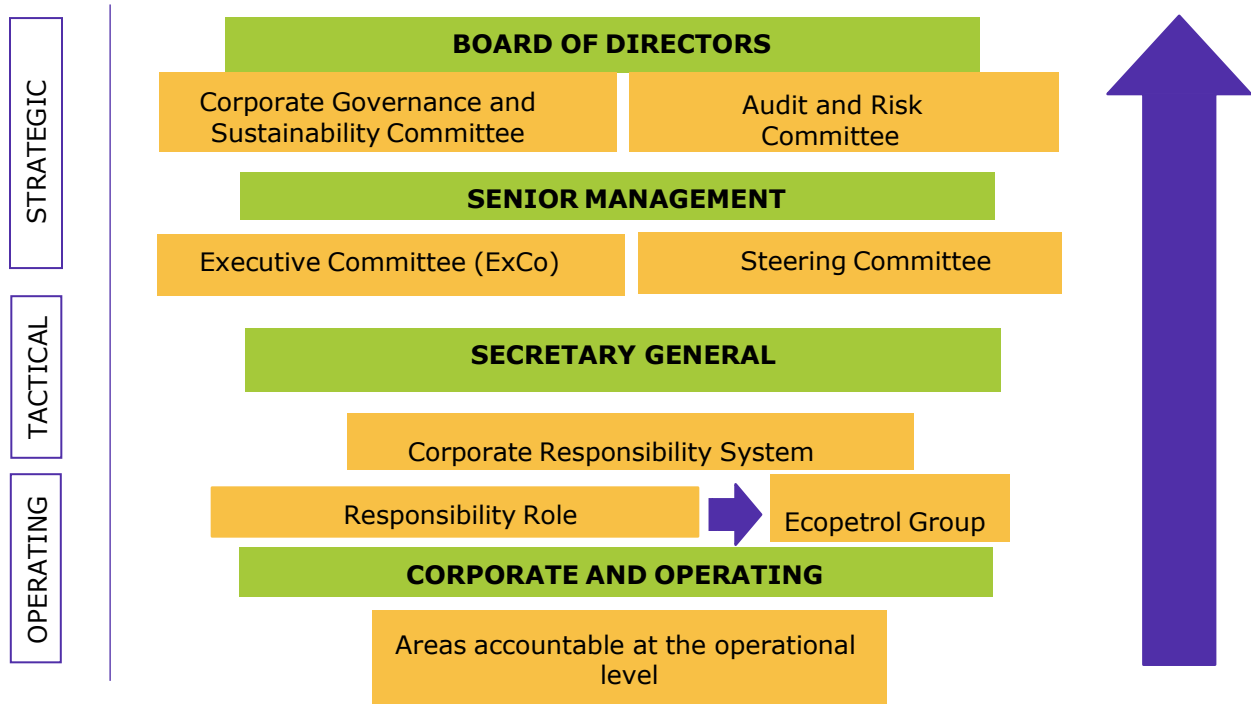 STRATEGIC
BOARD OF DIRECTORS
Corporate Governance and
Sustainability Committee
Audit and Risk
Committee
SENIOR MANAGEMENT
Executive Committee (ExCo)
Steering Committee
TACTICAL
SECRETARY GENERAL
Corporate Responsibility System
OPERATING
Responsibility Role
Ecopetrol Group
CORPORATE AND OPERATING
Areas accountable at the operational
level